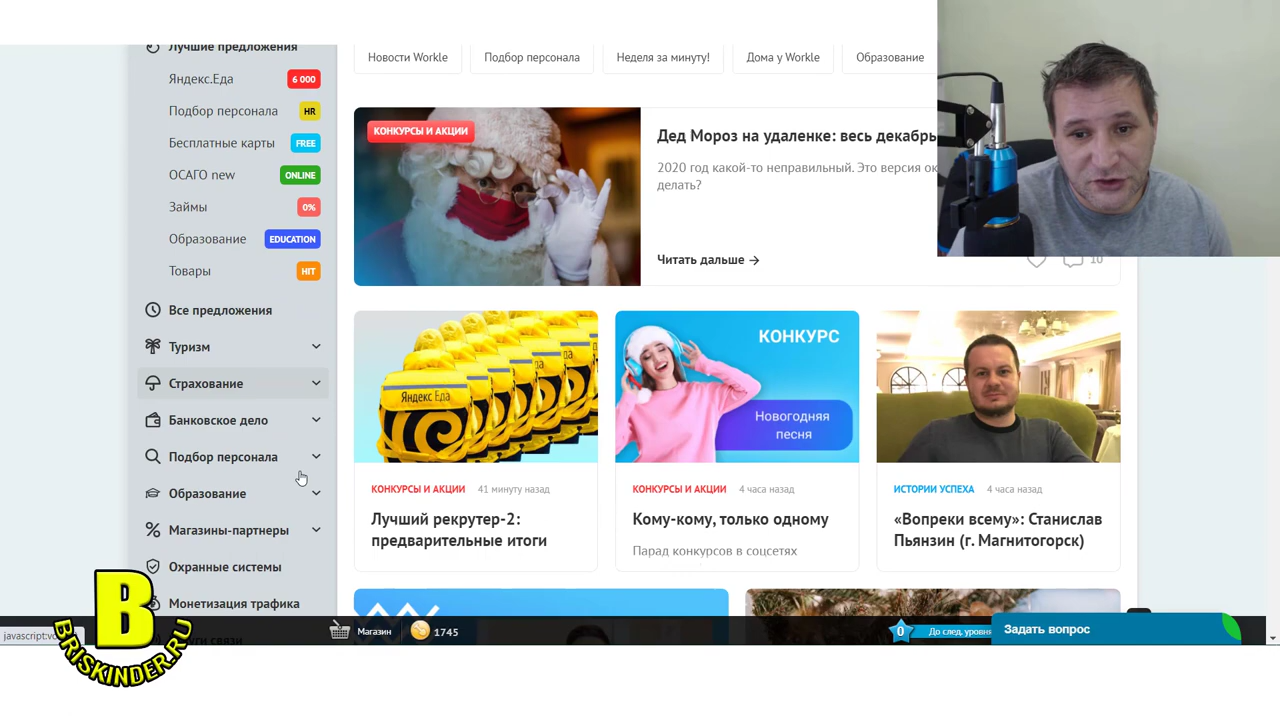 Лучшие предложения
Яндекс.Еда 6 000
Подбор персонала HR
Бесплатные карты FREE
ОСАГО new ONLINE
Займы 0%
Образование EDUCATION
Товары HIT
Все предложения
Туризм
Страхование
Банковское дело
Подбор персонала
Образование
Магазины-партнеры
Охранные системы
Монетизация трафика
Новости Workle
Подбор персонала
Неделя за минуту!
Дома у Workle
Образование
КОНКУРСЫ И АКЦИИ
Дед Мороз на удаленке: весь декабрь
2020 год какой-то неправильный. Это версия
делать?
Читать дальше →
10
Яндекс Еда
КОНКУРСЫ И АКЦИИ 41 минуту назад
Лучший рекрутер-2:
предварительные итоги
КОНКУРС
Новогодняя
песня
КОНКУРСЫ И АКЦИИ 4 часа назад
Кому-кому, только одному
Парад конкурсов в соцсетях
ИСТОРИИ УСПЕХА 4 часа назад
«Вопреки всему»: Станислав
Пьянзин (г. Магнитогорск)
Магазин
1745
0
До след. уровня
Задать вопрос
B
BRISKINDER.RU